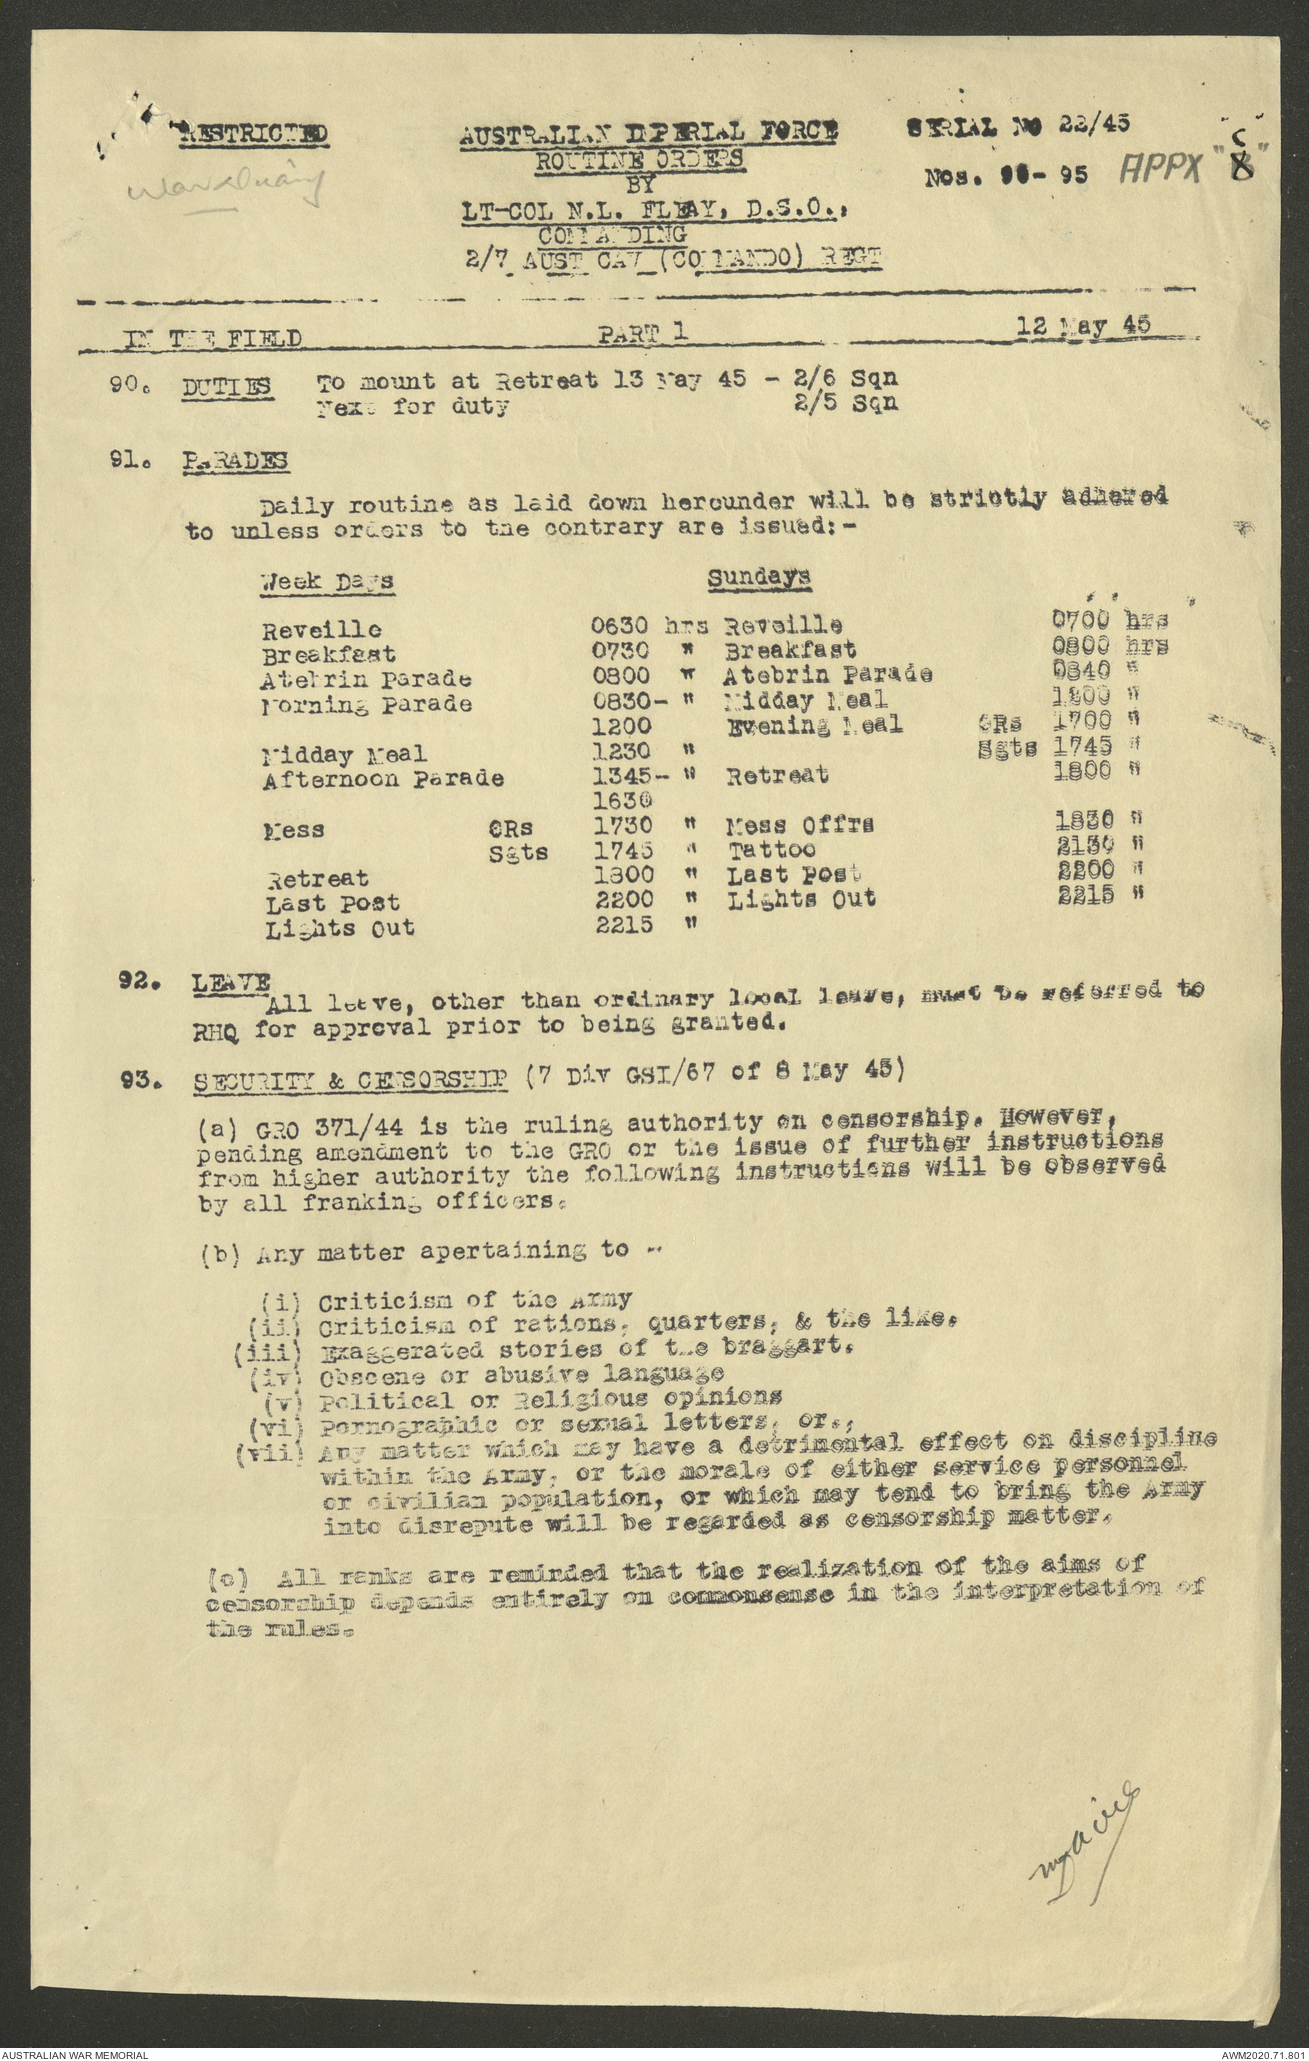 RESTRICTED
War Diary
AUSTRALIAN IMPERIAL FORCE
ROUTINE ORDERS
BY
LT-COL N.L. FLEAY, D.S.O.,
COMMANDING
2/7 AUST CAV (COMMANDO) REGT
SERIAL NO 22/45
Nos. 90- 95 APPX "C"
IN THE FIELD PART 1 12 May 45
90. DUTIES To mount at Retreat 13 May 45 - 2/6 Sqn
Next for duty 2/5 Sqn
91. PARADES
Daily routine as laid down hereunder will be strictly adhered
to unless orders to the contrary are issued:-
Week Days Sundays
Reveille 0630 hrs Reveille 0700 hrs
Breakfast 0730 " Breakfast 0800 hrs
Atebrin Parade 0800 " Atebrin Parade 0840 "
Morning Parade 0830- " Midday Meal 1200 "
1200 Evening Meal ORs 1700 "
Midday Meal 1230 " Sgts 1745 "
Afternoon Parade 1345- " Retreat 1800 "
1630
Mess ORs 1730 " Mess Offrs 1830 "
Sgts 1745 " Tattoo 2130 "
Retreat 1800 " Last Post 2200 "
Last Post 2200 " Lights Out 2215 "
Lights Out 2215 "
92. LEAVE
All leave, other than ordinary local leave, must be referred to
RHQ for approval prior to being granted.
93. SECURITY & CENSORSHIP (7 Div GSI/67 of 8 May 45)
(a) GRO 371/44 is the ruling authority on censorship. However,
pending amendment to the GRO or the issue of further instructions
from higher authority the following instructions will be observed
by all franking officers.
(b) Any matter apertaining to -
(i) Criticism of the Army
(ii) Criticism of rations, quarters, & the like.
(iii) Exaggerated stories of the braggart.
(iv) Obscene or abusive language
(v) Political or Religious opinions
(vi) Pornographic or sexual letters, or.,
(vii) Any matter which may have a detrimental effect on discipline
within the Army, or the morale of either service personnel
or civilian population, or which may tend to bring the Army
into disrepute will be regarded as censorship matter.
(c) All ranks are reminded that the realization of the aims of
censorship depends entirely on commonsense in the interpretation of
the rules.
AUSTRALIAN WAR MEMORIAL
AWM2020.71.801